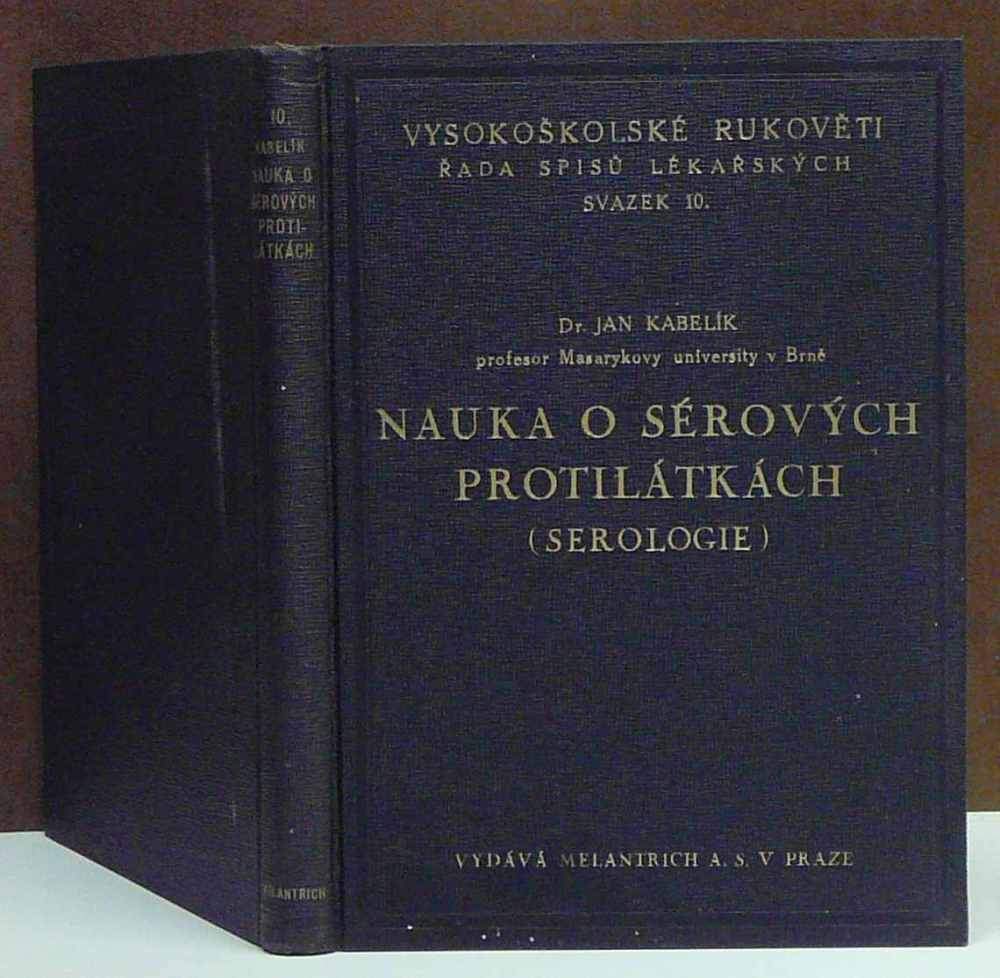 10.
KABELÍK
NAUKA O
SÉROVÝCH
PROTI-
LÁTKÁCH
MELANTRICH
VYSOKOŠKOLSKÉ RUKOVĚTI
ŘADA SPISŮ LÉKAŘSKÝCH
SVAZEK 10.
Dr. JAN KABELÍK
profesor Masarykovy university v Brně
NAUKA O SÉROVÝCH
PROTILÁTKÁCH
(SEROLOGIE)
VYDÁVÁ MELANTRICH A. S. V PRAZE